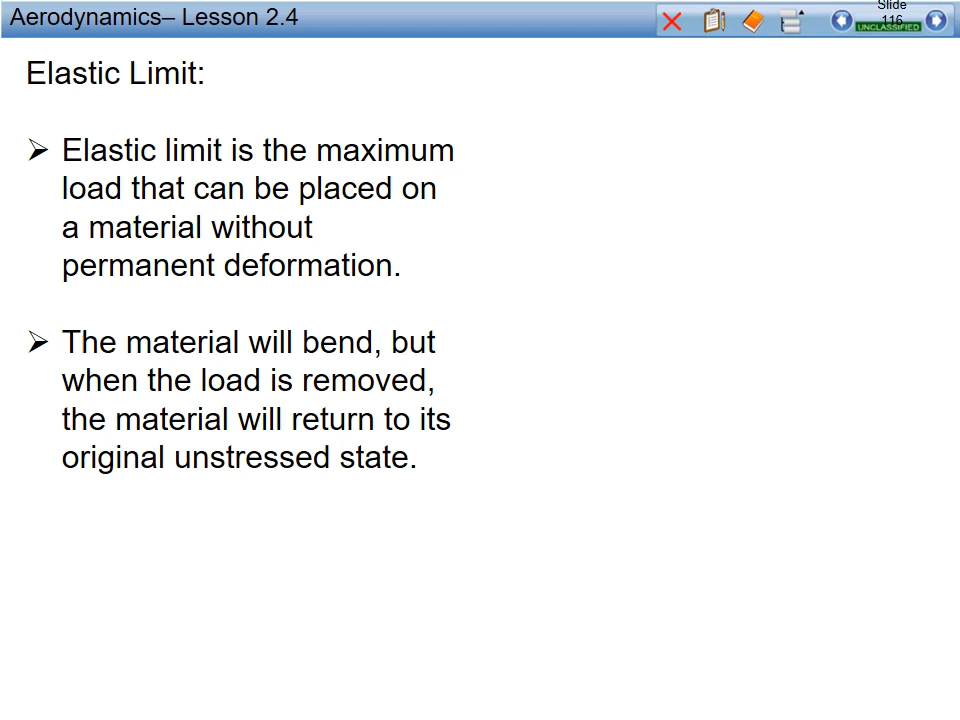 Aerodynamics– Lesson 2.4
Slide
116
UNCLASSIFIED
Elastic Limit:
➢ Elastic limit is the maximum
load that can be placed on
a material without
permanent deformation.
➢ The material will bend, but
when the load is removed,
the material will return to its
original unstressed state.